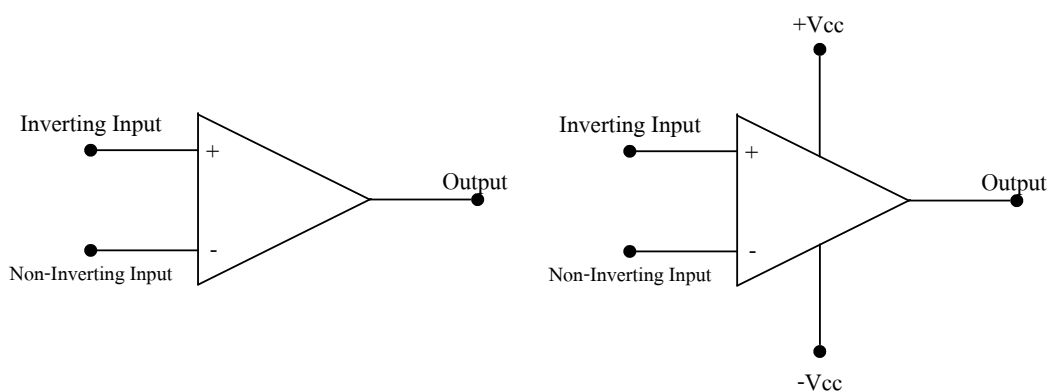 Inverting Input
+
Output
-
Non-Inverting Input
+Vcc
Inverting Input
+
Output
-
Non-Inverting Input
-Vcc